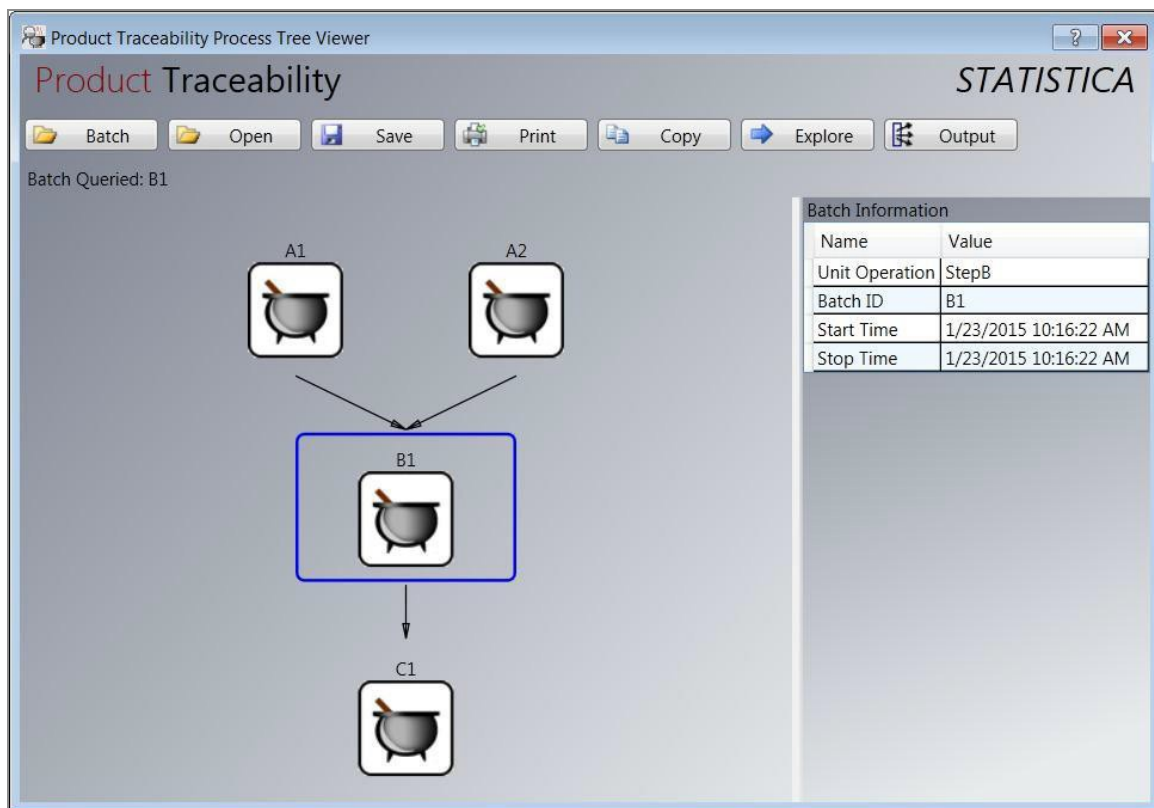 Product Traceability Process Tree Viewer
?
Product Traceability
STATISTICA
Batch Open Save Print Copy Explore Output
Batch Queried: B1
A1 A2
B1
C1
Batch Information
Name Value
Unit Operation StepB
Batch ID B1
Start Time 1/23/2015 10:16:22 AM
Stop Time 1/23/2015 10:16:22 AM